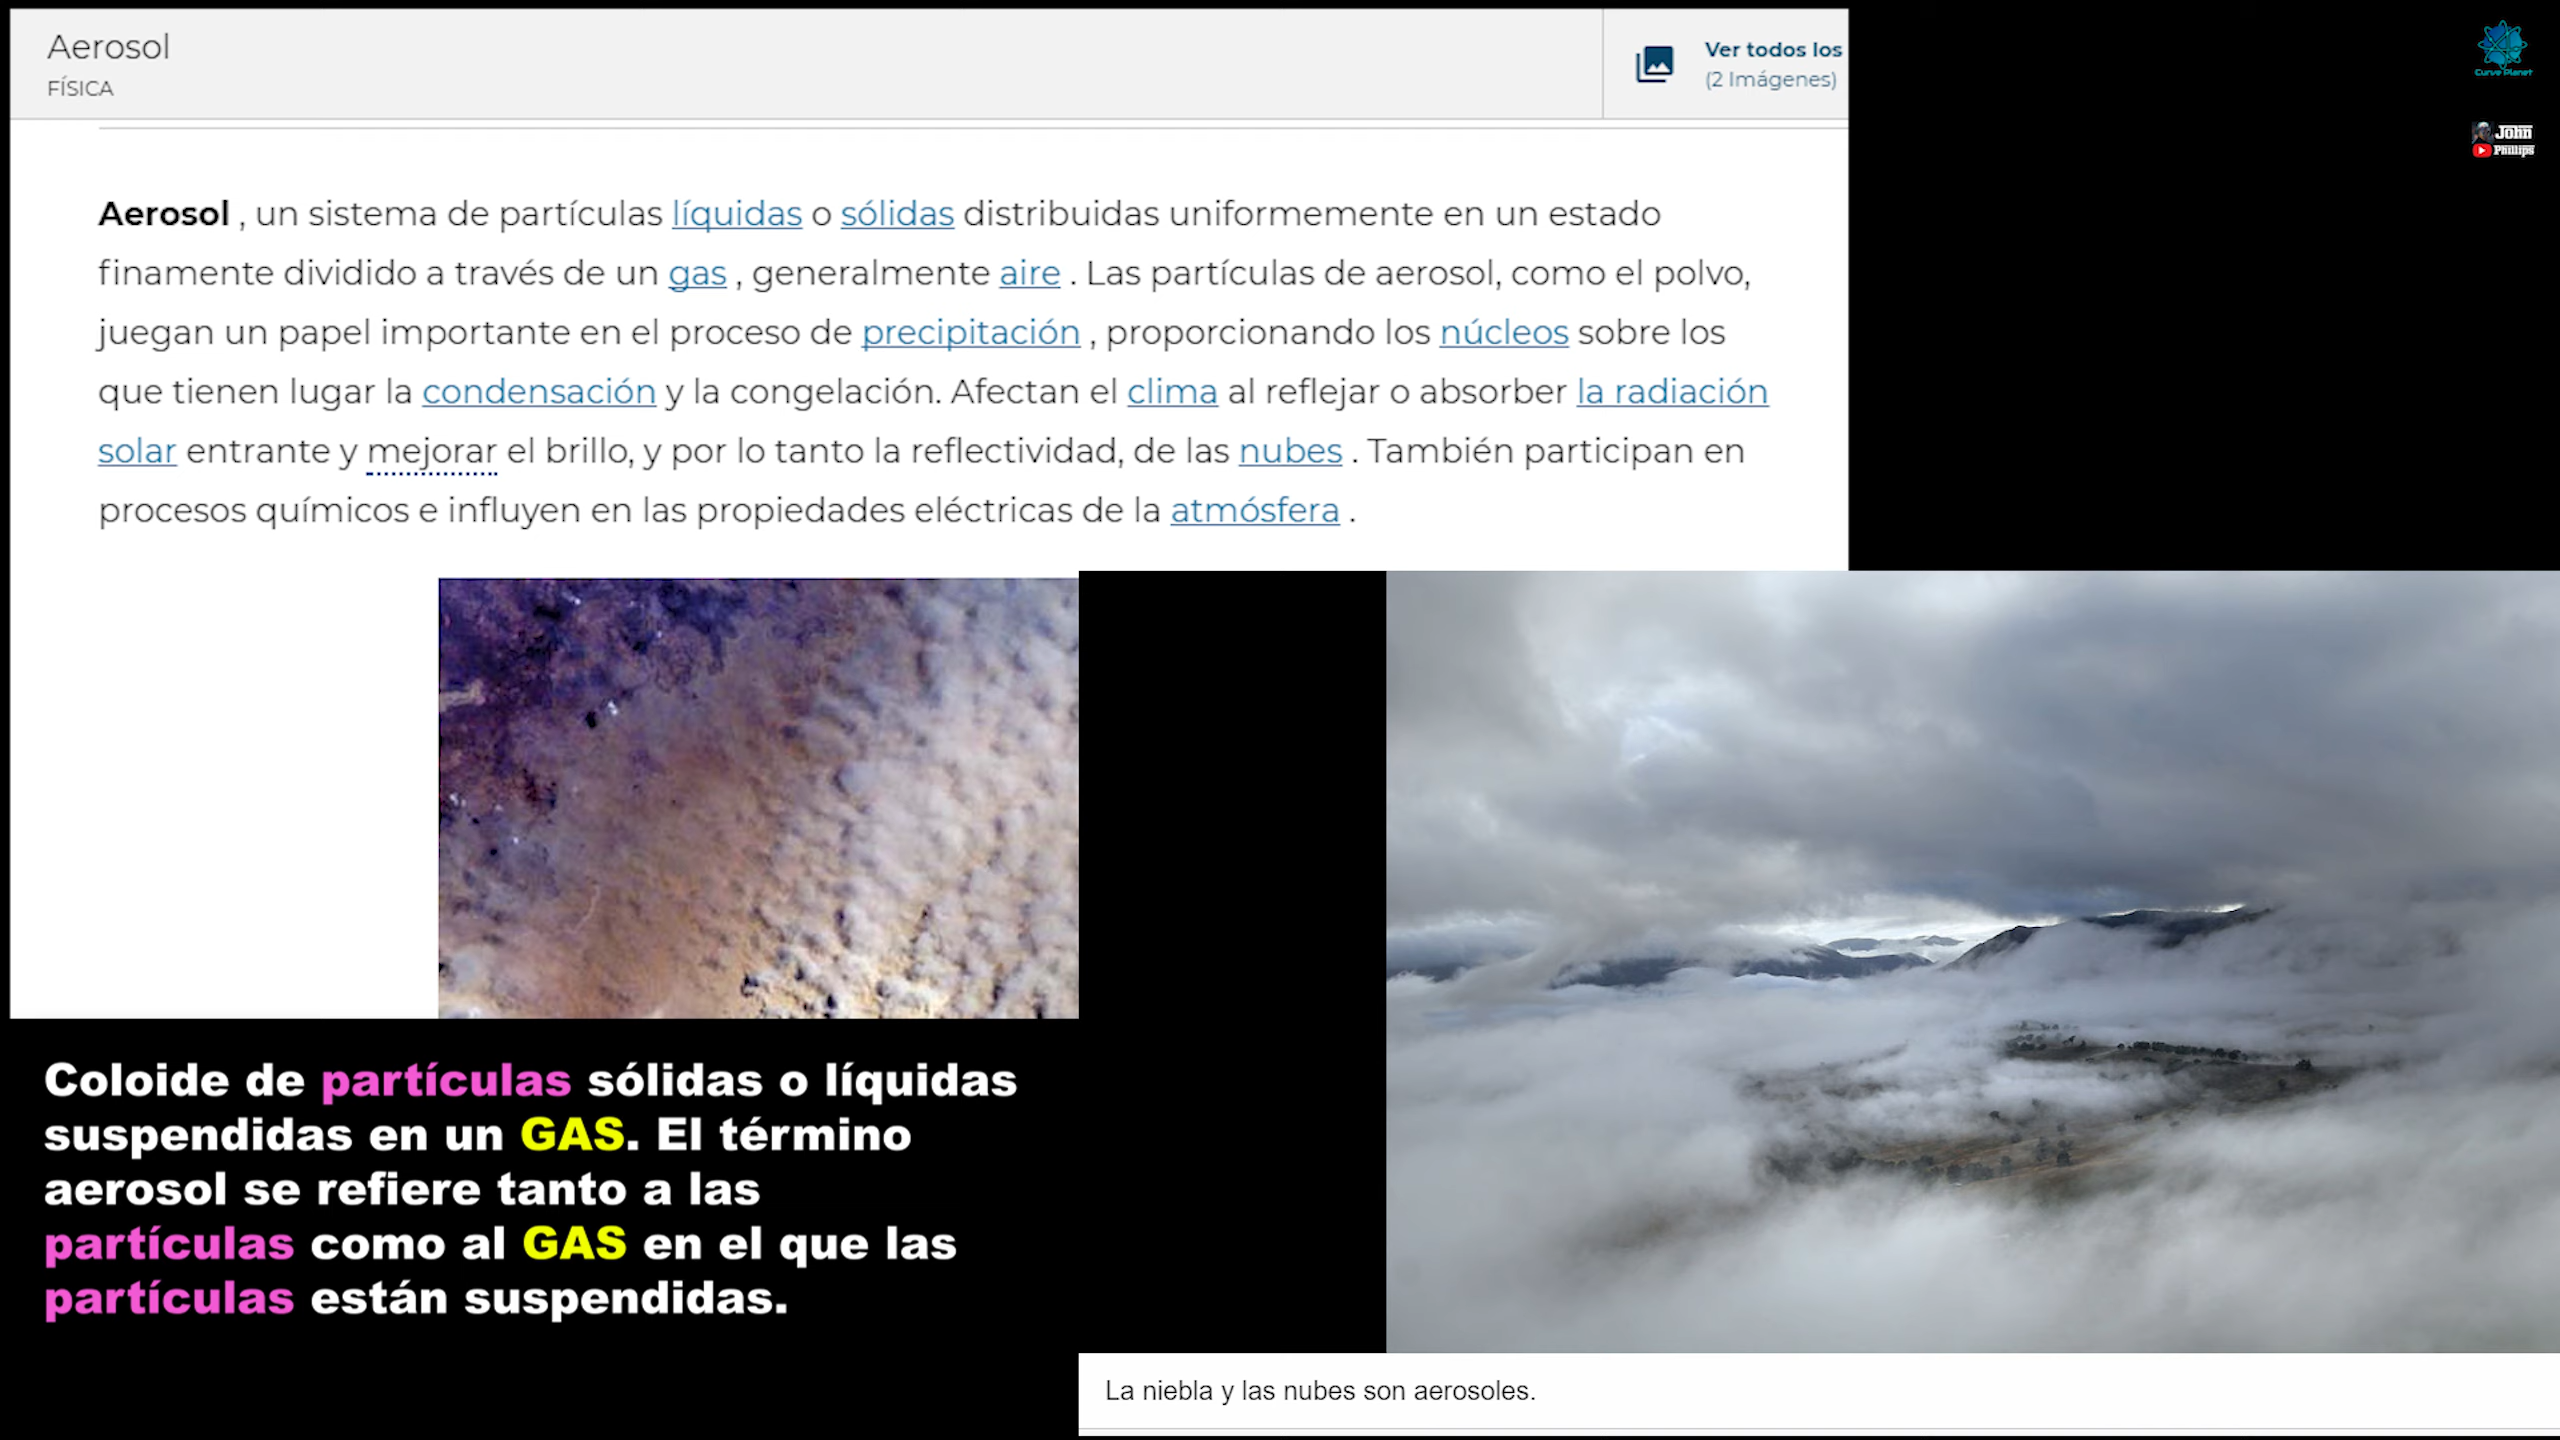 Aerosol
FÍSICA
Ver todos los
(2 Imágenes)
Curve Planet
John
Phillips
Aerosol , un sistema de partículas líquidas o sólidas distribuidas uniformemente en un estado
finamente dividido a través de un gas , generalmente aire . Las partículas de aerosol, como el polvo,
juegan un papel importante en el proceso de precipitación , proporcionando los núcleos sobre los
que tienen lugar la condensación y la congelación. Afectan el clima al reflejar o absorber la radiación
solar entrante y mejorar el brillo, y por lo tanto la reflectividad, de las nubes . También participan en
procesos químicos e influyen en las propiedades eléctricas de la atmósfera .
Coloide de partículas sólidas o líquidas
suspendidas en un GAS. El término
aerosol se refiere tanto a las
partículas como al GAS en el que las
partículas están suspendidas.
La niebla y las nubes son aerosoles.